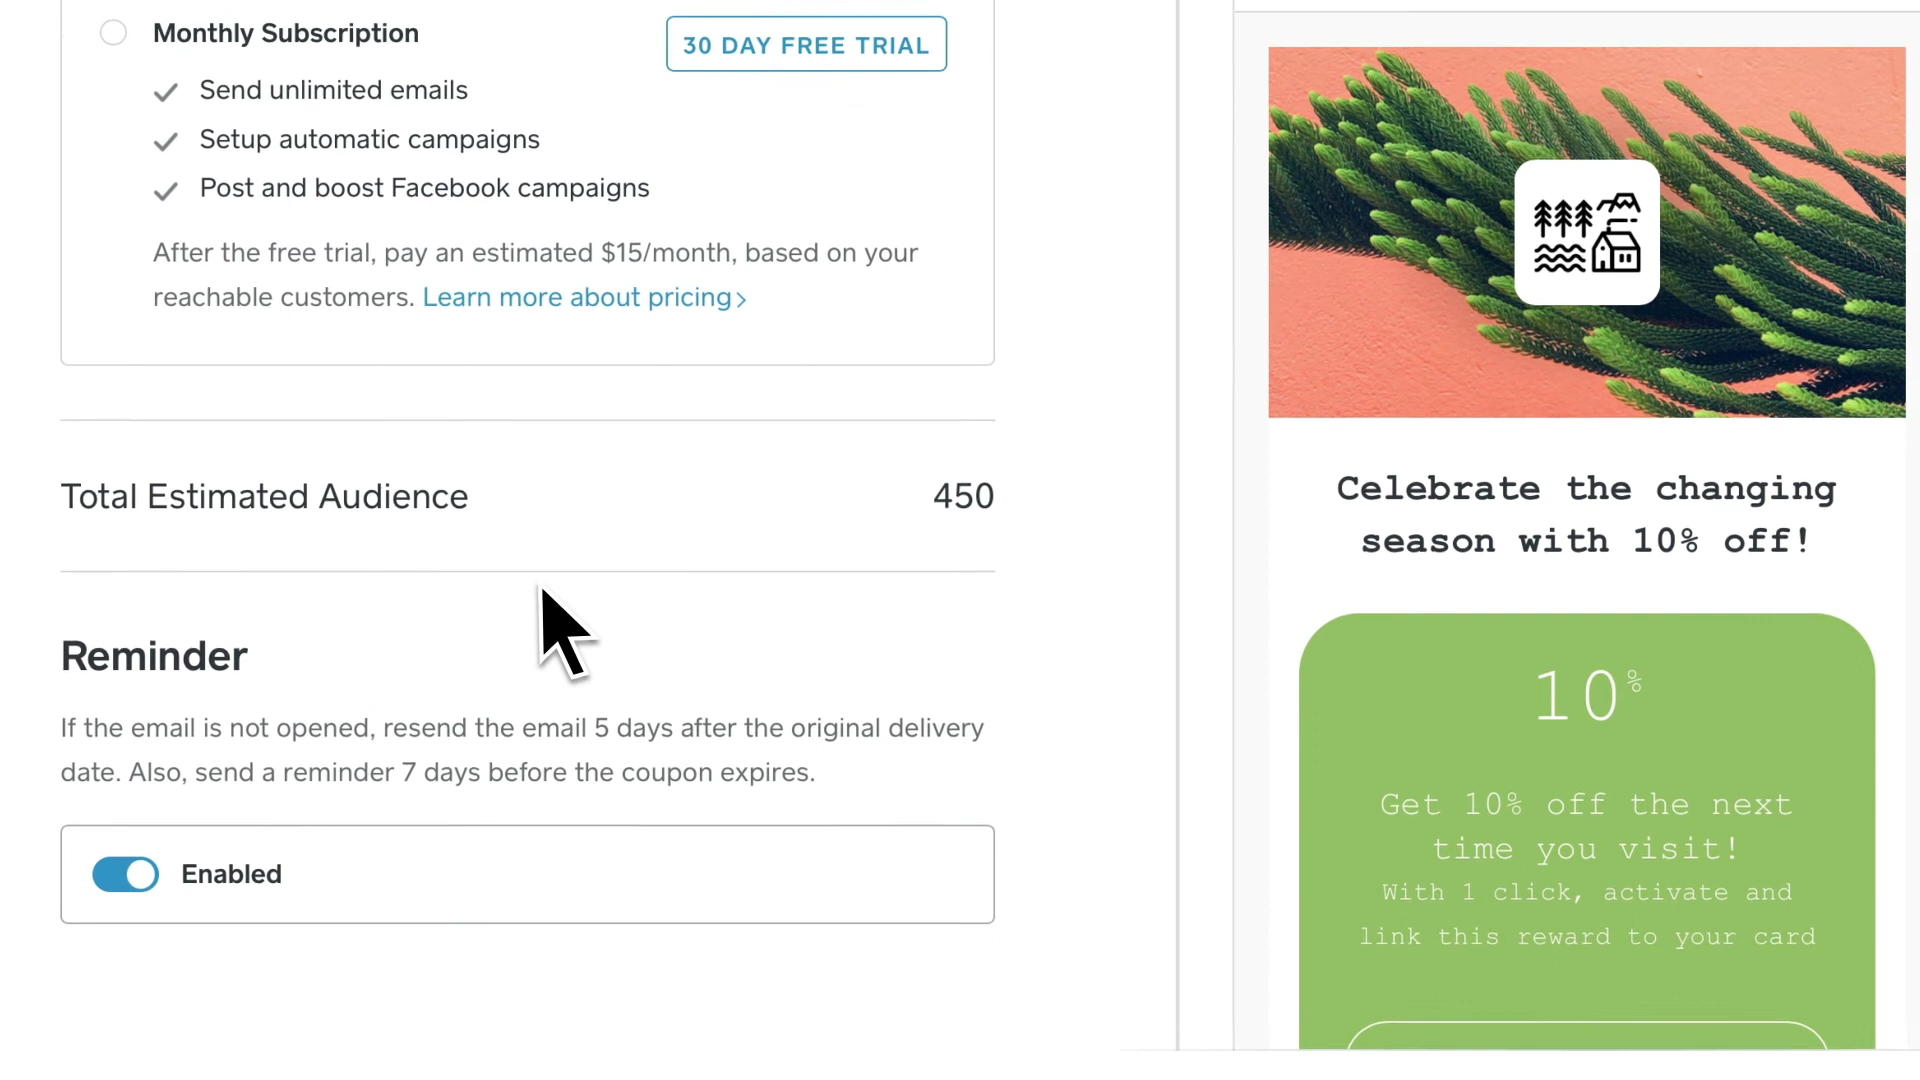 Monthly Subscription
30 DAY FREE TRIAL
Send unlimited emails
Setup automatic campaigns
Post and boost Facebook campaigns
After the free trial, pay an estimated $15/month, based on your
reachable customers. Learn more about pricing>
Total Estimated Audience 450
Reminder
If the email is not opened, resend the email 5 days after the original delivery
date. Also, send a reminder 7 days before the coupon expires.
Enabled
Celebrate the changing
season with 10% off!
10%
Get 10% off the next
time you visit!
With 1 click, activate and
link this reward to your card